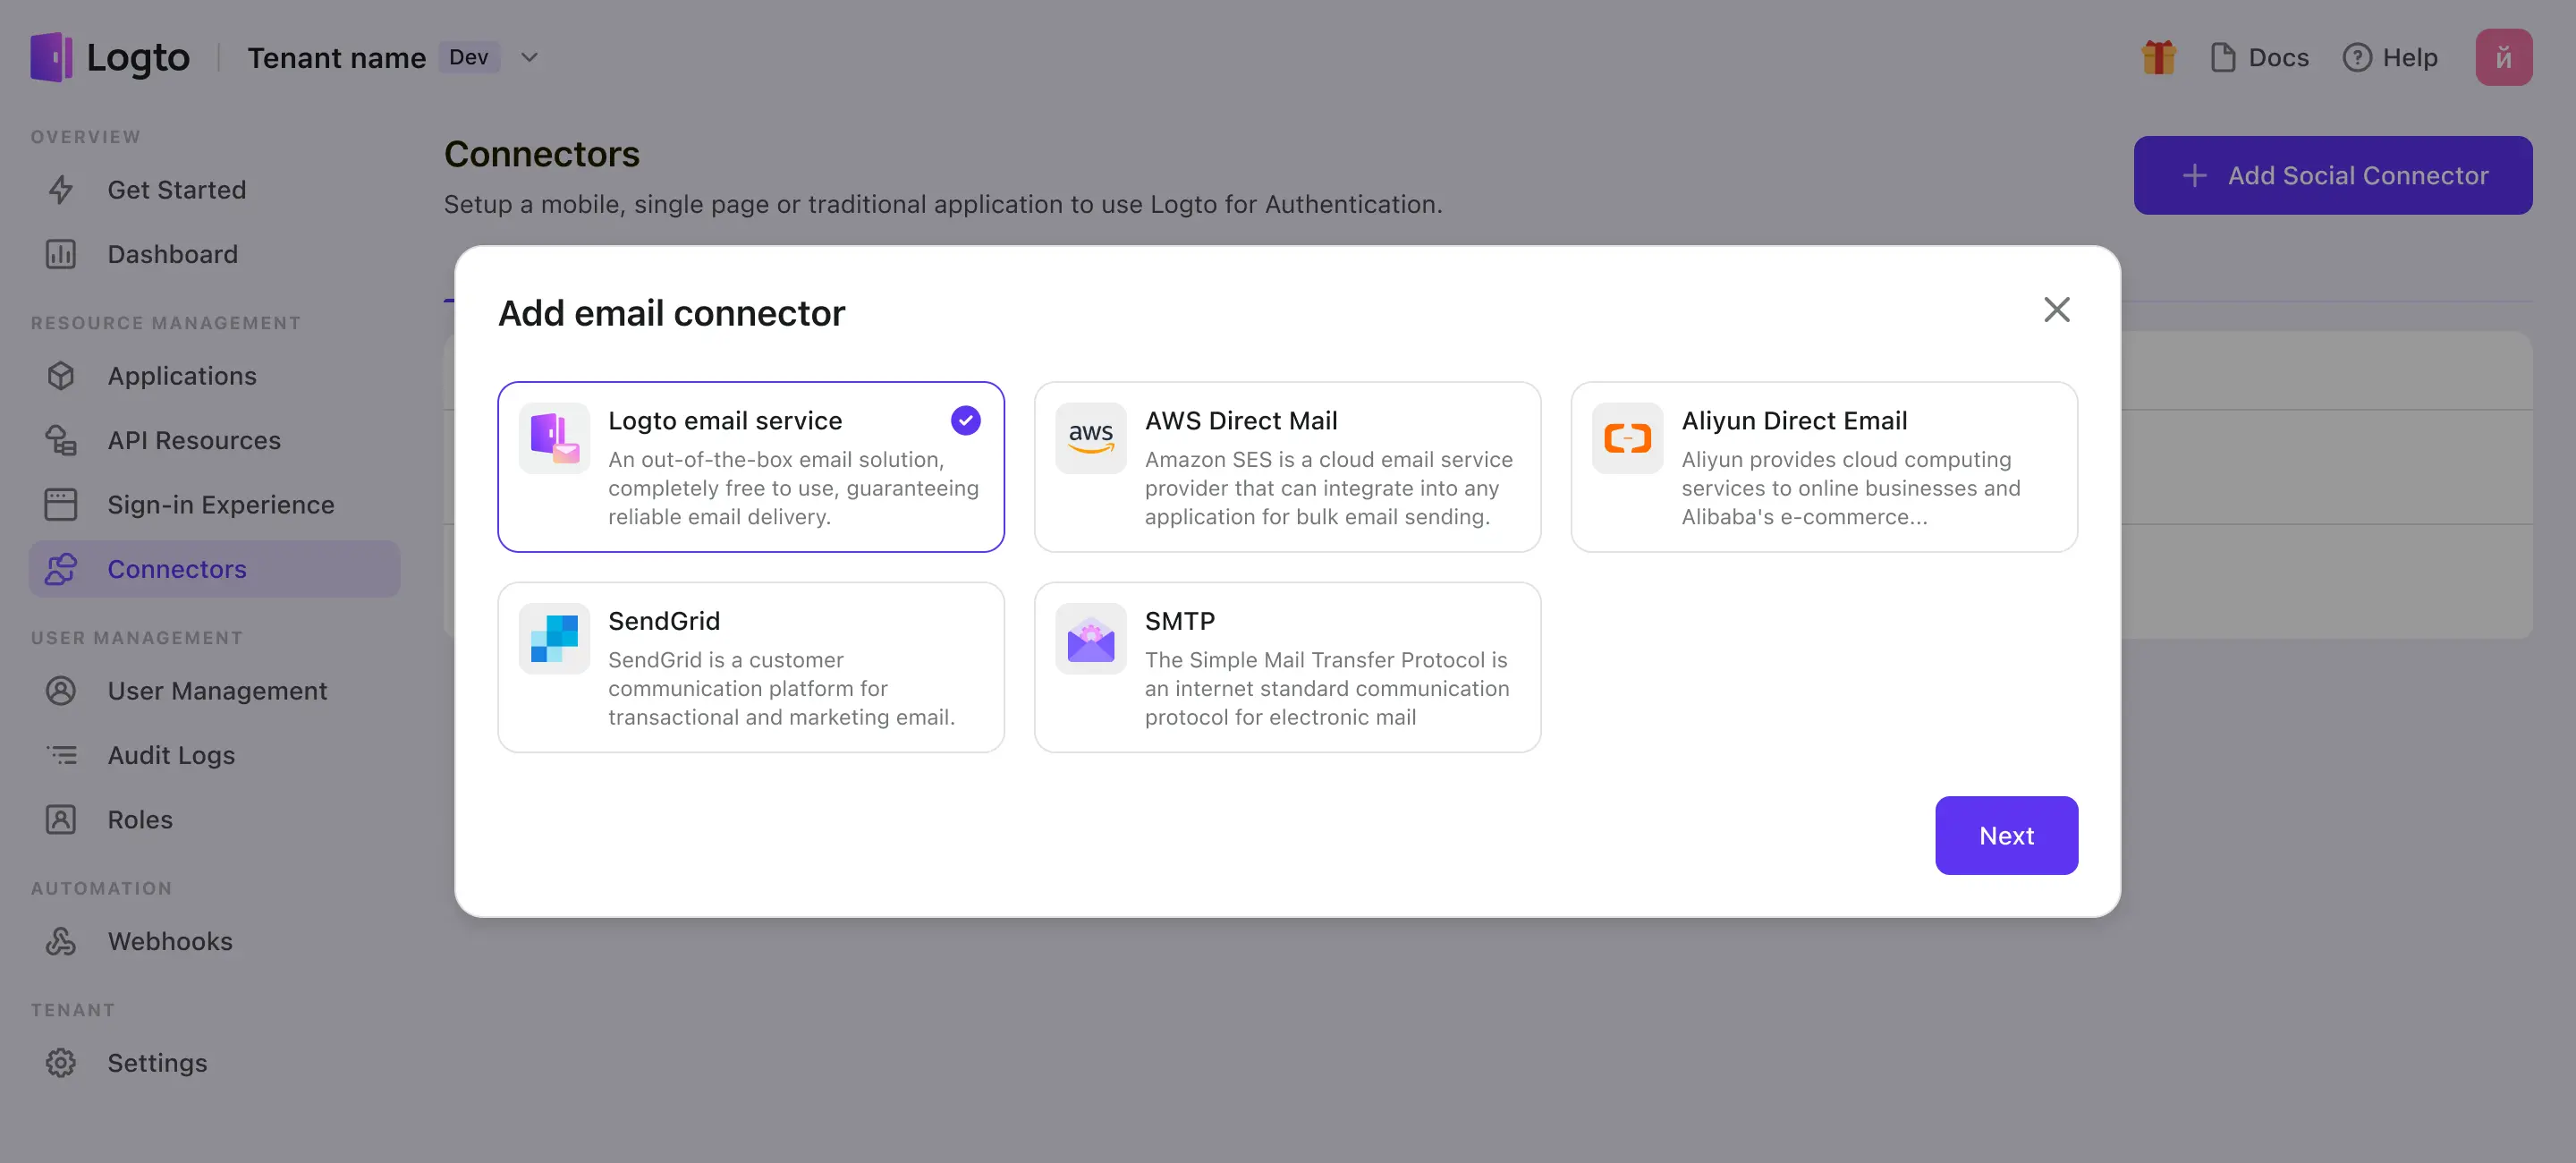 Logto
Tenant name
Dev
Docs
Help
й
OVERVIEW
Get Started
Dashboard
RESOURCE MANAGEMENT
Applications
API Resources
Sign-in Experience
Connectors
USER MANAGEMENT
User Management
Audit Logs
Roles
AUTOMATION
Webhooks
TENANT
Settings
Connectors
Setup a mobile, single page or traditional application to use Logto for Authentication.
Add Social Connector
Add email connector
Logto email service
An out-of-the-box email solution,
completely free to use, guaranteeing
reliable email delivery.
aws
AWS Direct Mail
Amazon SES is a cloud email service
provider that can integrate into any
application for bulk email sending.
Aliyun Direct Email
Aliyun provides cloud computing
services to online businesses and
Alibaba's e-commerce...
SendGrid
SendGrid is a customer
communication platform for
transactional and marketing email.
SMTP
The Simple Mail Transfer Protocol is
an internet standard communication
protocol for electronic mail
Next